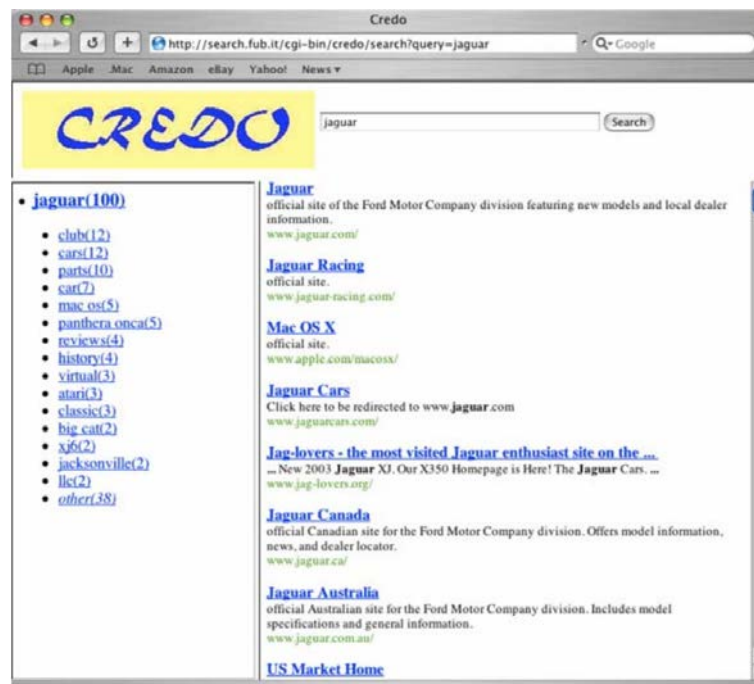 Credo
http://search.fub.it/cgi-bin/credo/search?query=jaguar
Google
Apple .Mac Amazon eBay Yahoo! News
CREDO
jaguar
Search
jaguar(100)
club(12)
cars(12)
parts(10)
car(7)
mac os(5)
panthera onca(5)
reviews(4)
history(4)
virtual(3)
atari(3)
classic(3)
big cat(2)
xj6(2)
jacksonville(2)
llc(2)
other(38)
Jaguar
official site of the Ford Motor Company division featuring new models and local dealer
information.
www.jaguar.com/
Jaguar Racing
official site.
www.jaguar-racing.com/
Mac OS X
official site.
www.apple.com/macosx/
Jaguar Cars
Click here to be redirected to www.jaguar.com
www.jaguarcars.com/
Jag-lovers - the most visited Jaguar enthusiast site on the ...
... New 2003 Jaguar XJ. Our X350 Homepage is Here! The Jaguar Cars. ...
www.jag-lovers.org/
Jaguar Canada
official Canadian site for the Ford Motor Company division. Offers model information,
news, and dealer locator.
www.jaguar.ca/
Jaguar Australia
official Australian site for the Ford Motor Company division. Includes model
specifications and general information.
www.jaguar.com.au/
US Market Home